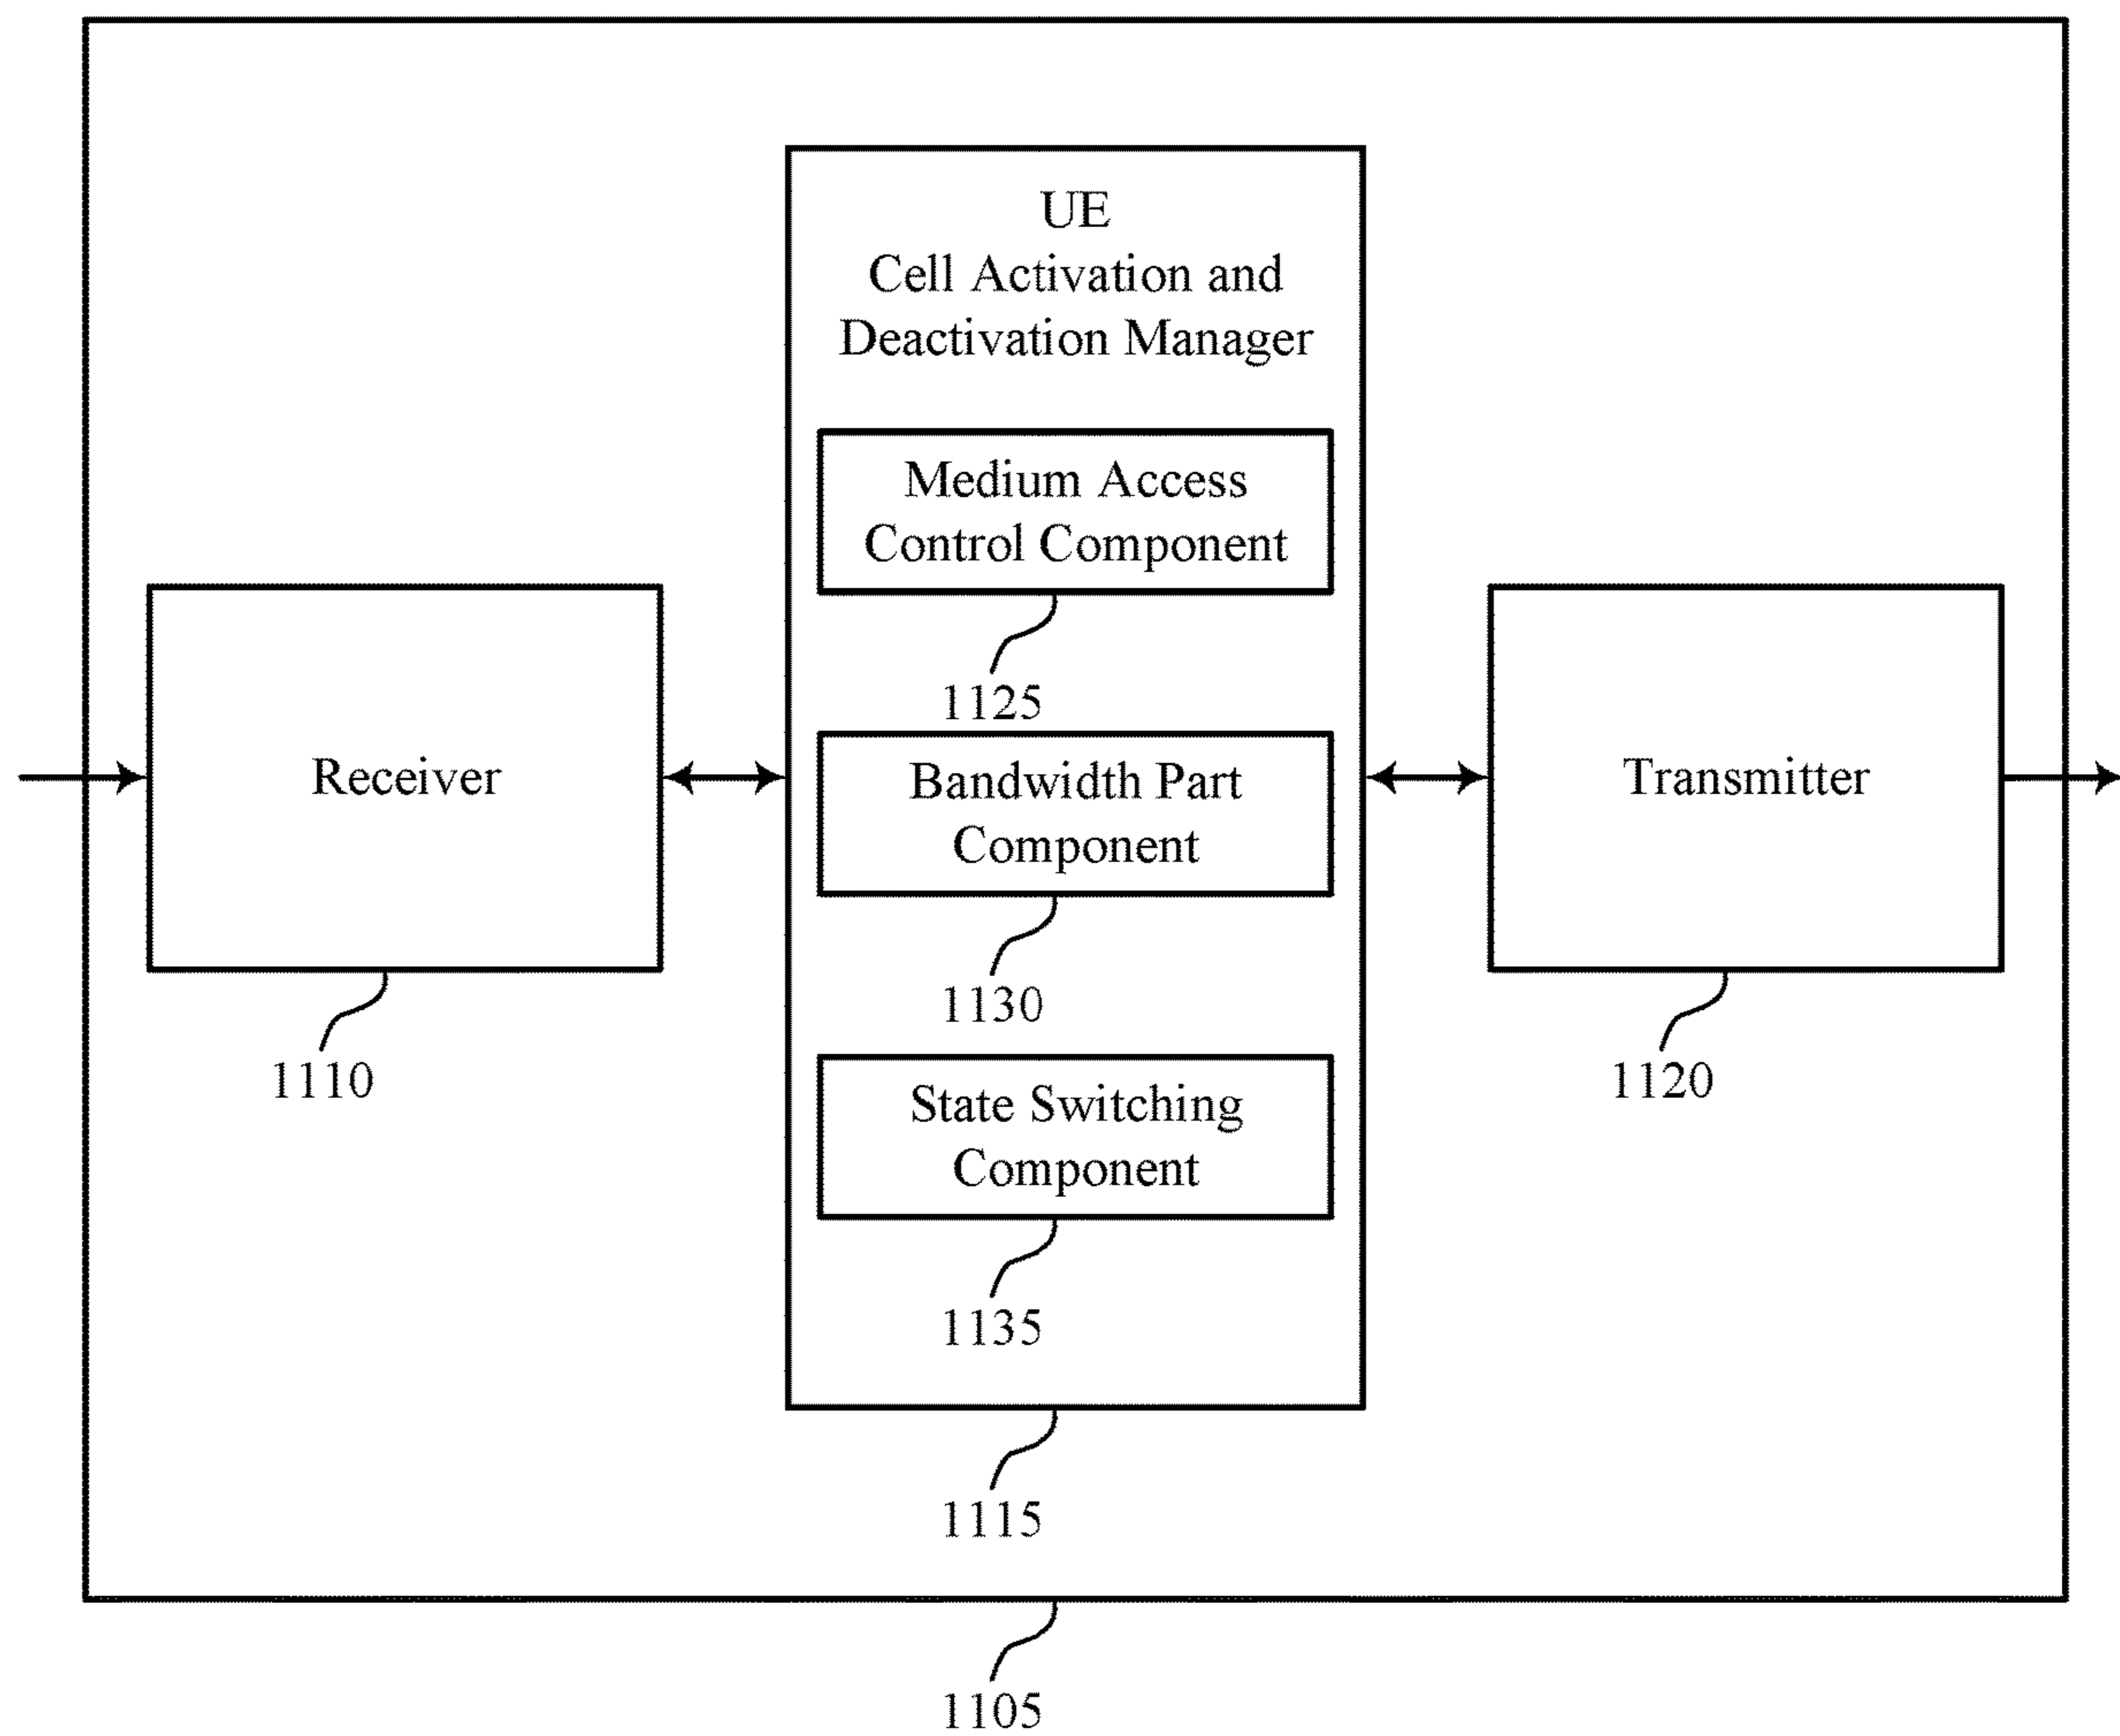 UE
Cell Activation and
Deactivation Manager
Medium Access
Control Component
1125
Receiver
1110
Bandwidth Part
Component
1130
Transmitter
1120
State Switching
Component
1135
1115
1105